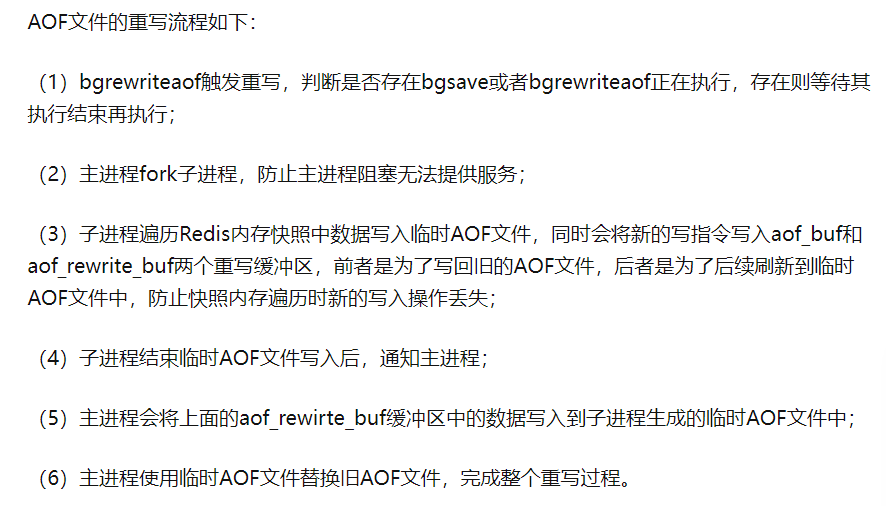 AOF文件的重写流程如下：
（1）bgrewriteaof触发重写，判断是否存在bgsave或者bgrewriteaof正在执行，存在则等待其
执行结束再执行；
（2）主进程fork子进程，防止主进程阻塞无法提供服务；
（3）子进程遍历Redis内存快照中数据写入临时AOF文件，同时会将新的写指令写入aof_buf和
aof_rewrite_buf两个重写缓冲区，前者是为了写回旧的AOF文件，后者是为了后续刷新到临时
AOF文件中，防止快照内存遍历时新的写入操作丢失；
（4）子进程结束临时AOF文件写入后，通知主进程；
（5）主进程会将上面的aof_rewirte_buf缓冲区中的数据写入到子进程生成的临时AOF文件中；
（6）主进程使用临时AOF文件替换旧AOF文件，完成整个重写过程。